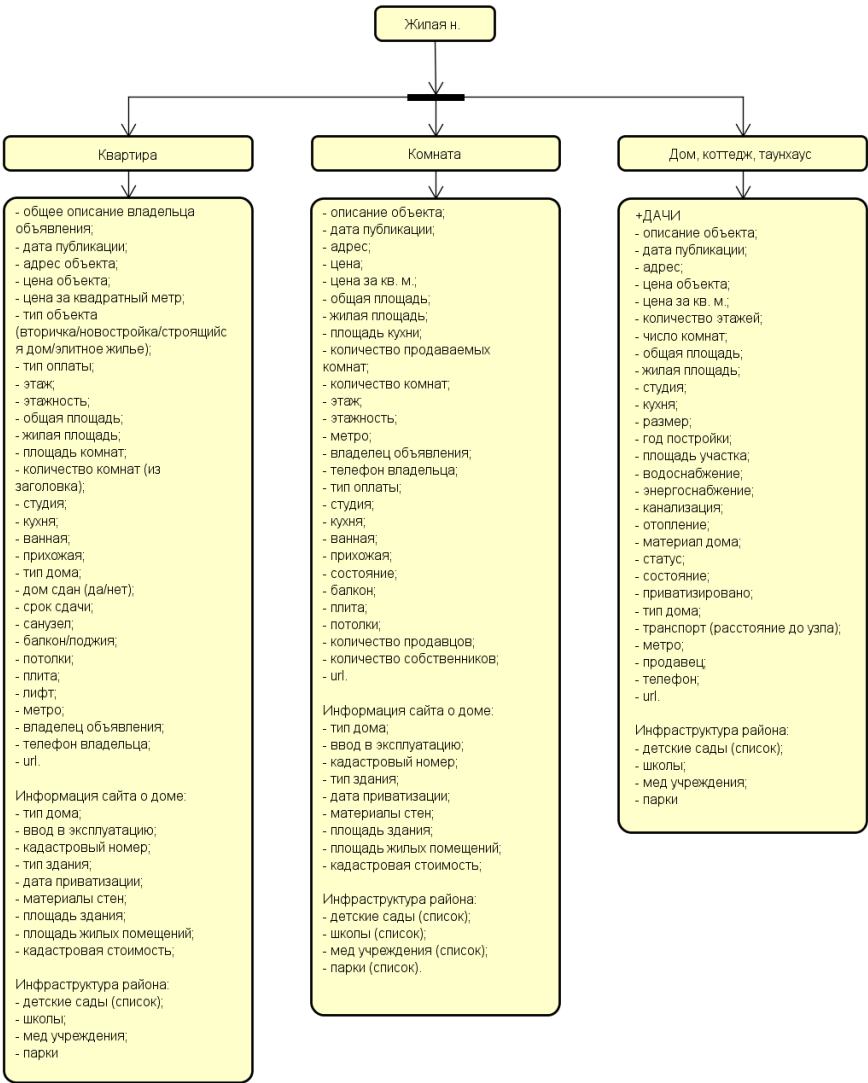 Жилая н.
Квартира
Комната
Дом, коттедж, таунхаус
- общее описание владельца
объявления;
- дата публикации;
- адрес объекта;
- цена объекта;
- цена за квадратный метр;
- тип объекта
(вторичка/новостройка/строящийс
я дом/элитное жилье);
- тип оплаты;
- этаж;
- этажность;
- общая площадь;
- жилая площадь;
- площадь комнат;
- количество комнат (из
заголовка);
- студия;
- кухня;
- ванная;
- прихожая;
- тип дома;
- дом сдан (да/нет);
- срок сдачи;
- санузел;
- балкон/лоджия;
- потолки;
- плита;
- лифт;
- метро;
- владелец объявления;
- телефон владельца;
- url.
Информация сайта о доме:
- тип дома;
- ввод в эксплуатацию;
- кадастровый номер;
- тип здания;
- дата приватизации;
- материалы стен;
- площадь здания;
- площадь жилых помещений;
- кадастровая стоимость;
Инфраструктура района:
- детские сады (список);
- школы;
- мед учреждения;
- парки
- описание объекта;
- дата публикации;
- адрес;
- цена;
- цена за кв. м.;
- общая площадь;
- жилая площадь;
- площадь кухни;
- количество продаваемых
комнат;
- количество комнат;
- этаж;
- этажность;
- метро;
- владелец объявления;
- телефон владельца;
- тип оплаты;
- студия;
- кухня;
- ванная;
- прихожая;
- состояние;
- балкон;
- плита;
- потолки;
- количество продавцов;
- количество собственников;
- url.
Информация сайта о доме:
- тип дома;
- ввод в эксплуатацию;
- кадастровый номер;
- тип здания;
- дата приватизации;
- материалы стен;
- площадь здания;
- площадь жилых помещений;
- кадастровая стоимость;
Инфраструктура района:
- детские сады (список);
- школы (список);
- мед учреждения (список);
- парки (список).
+ДАЧИ
- описание объекта;
- дата публикации;
- адрес;
- цена объекта;
- цена за кв. м.;
- количество этажей;
- число комнат;
- общая площадь;
- жилая площадь;
- студия;
- кухня;
- размер;
- год постройки;
- площадь участка;
- водоснабжение;
- энергоснабжение;
- канализация;
- отопление;
- материал дома;
- статус;
- состояние;
- приватизировано;
- тип дома;
- транспорт (расстояние до узла);
- метро;
- продавец;
- телефон;
- url.
Инфраструктура района:
- детские сады (список);
- школы;
- мед учреждения;
- парки